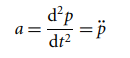 a = d²p/dt² = p̈